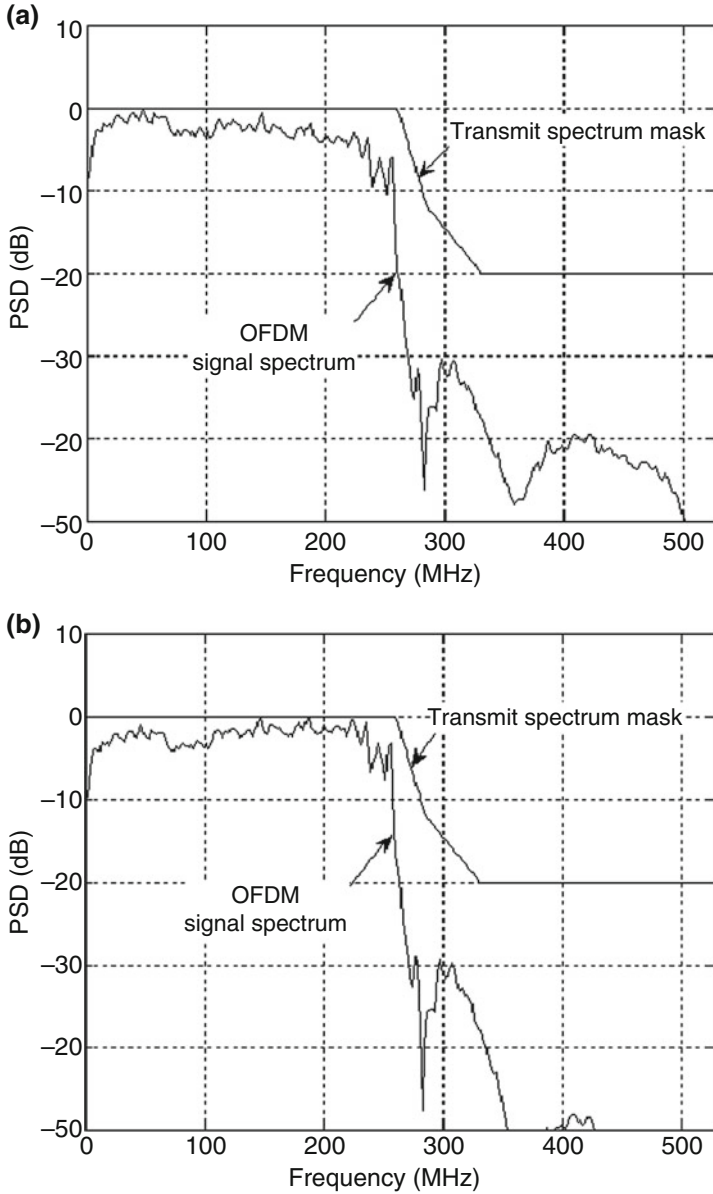 (a)
10
0
Transmit spectrum mask
−10
PSD (dB)
−20
OFDM
signal spectrum
−30
−20
−50
0 100 200 300 400 500
Frequency (MHz)
(b)
10
0
Transmit spectrum mask
−10
PSD (dB)
−20
OFDM
signal spectrum
−30
−20
−50
0 100 200 300 400 500
Frequency (MHz)